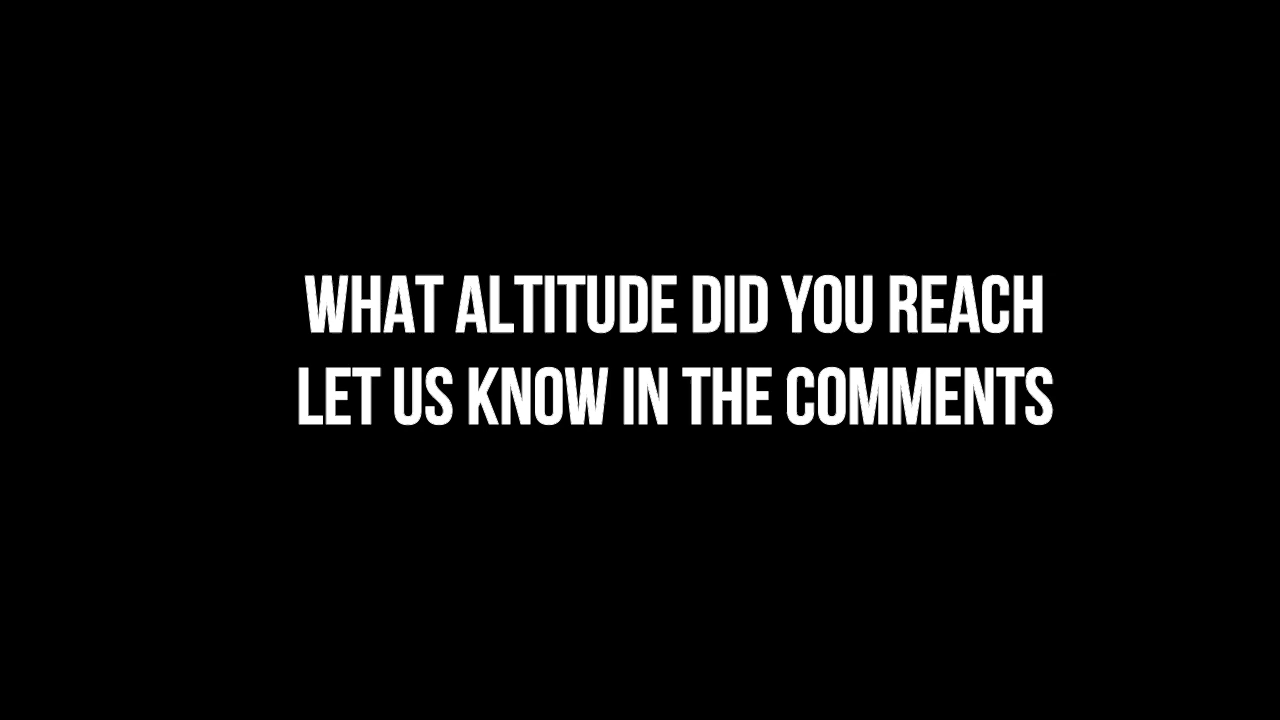 WHAT ALTITUDE DID YOU REACH
LET US KNOW IN THE COMMENTS